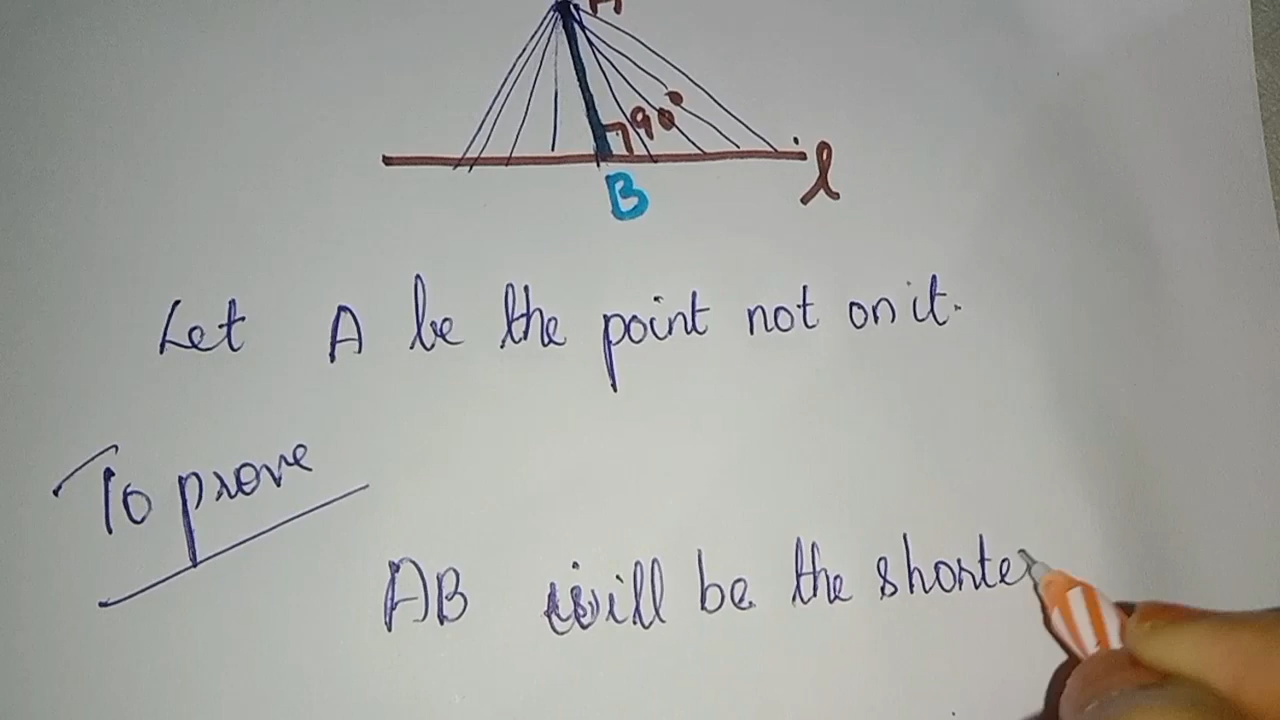 A
90°
l
B
Let A be the point not on it.
To prove
AB will be the shorte